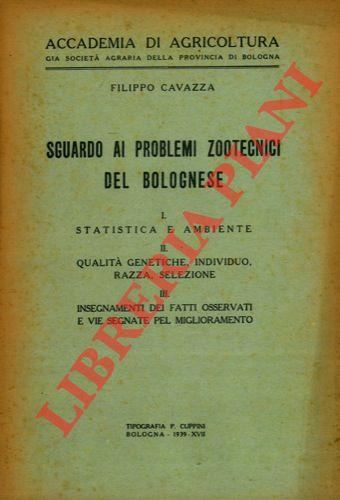 ACCADEMIA DI AGRICOLTURA
GIA SOCIETÀ AGRARIA DELLA PROVINCIA DI BOLOGNA
FILIPPO CAVAZZA
SGUARDO AI PROBLEMI ZOOTECNICI
DEL BOLOGNESE
I.
STATISTICA E AMBIENTE
II.
QUALITÀ GENETICHE, INDIVIDUO,
RAZZA, SELEZIONE
III.
INSEGNAMENTI DEI FATTI OSSERVATI
E VIE SEGNATE PEL MIGLIORAMENTO
TIPOGRAFIA P. CUPPINI
BOLOGNA - 1939-XVII
LIBRERIA PIANI